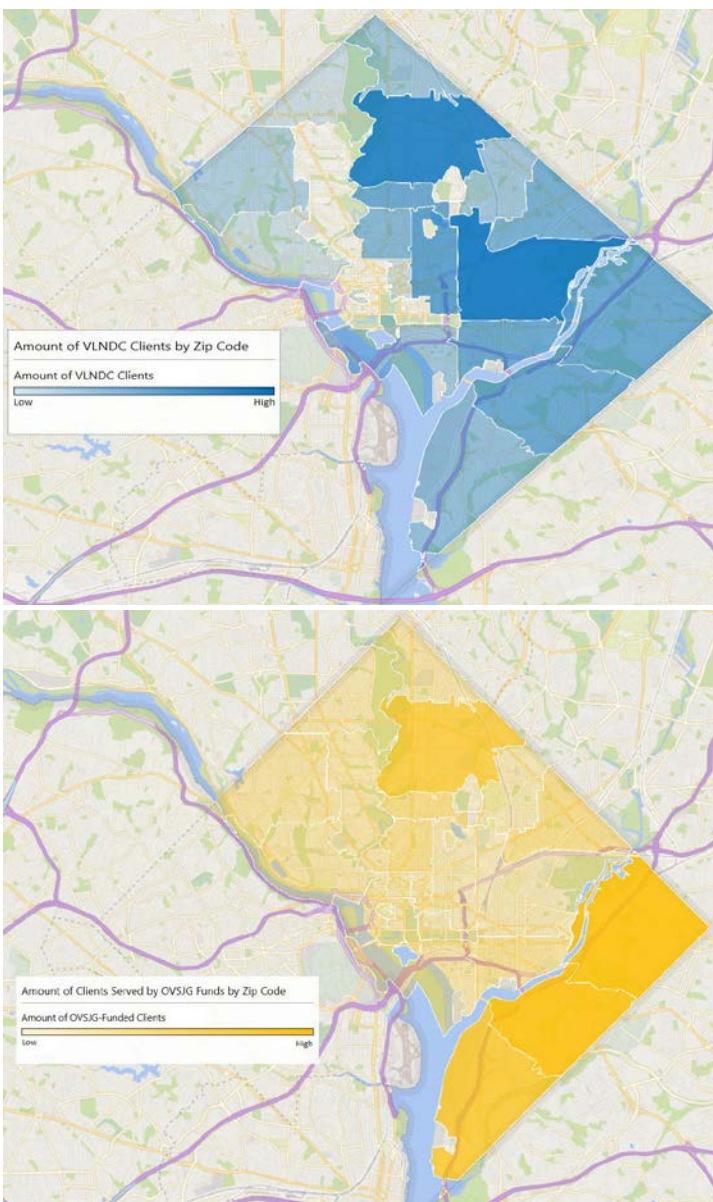 Amount of VLNDC Clients by Zip Code
Amount of VLNDC Clients
Low High
Amount of Clients Served by OVSJG Funds by Zip Code
Amount of OVSJG-Funded Clients
Low High